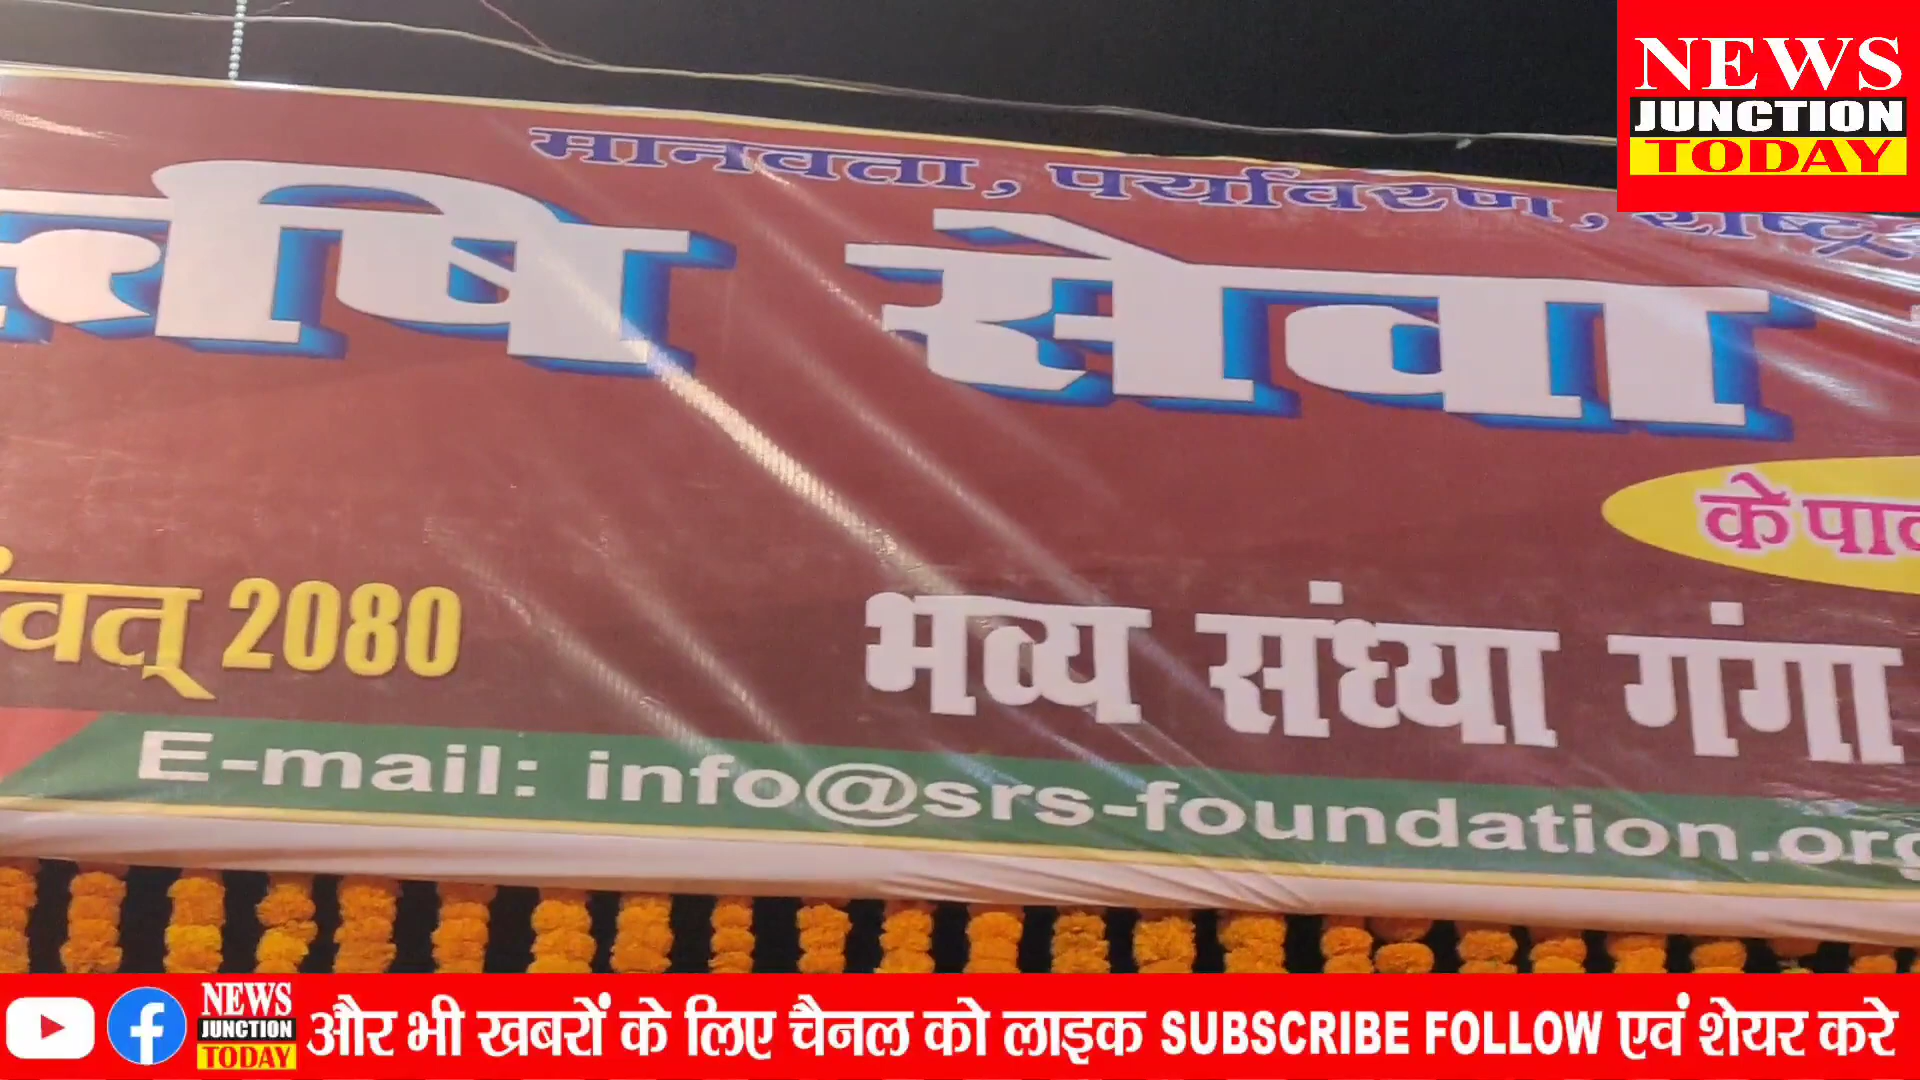 NEWS
JUNCTION
TODAY
मानवता, पर्यावरण, राष्ट्र
सेवा
के
संवत् 2080
भव्य संध्या गंगा
E-mail: info@srs-foundation.org
NEWS
JUNCTION
TODAY
और भी खबरों के लिए चैनल को लाइक SUBSCRIBE FOLLOW एवं शेयर करे